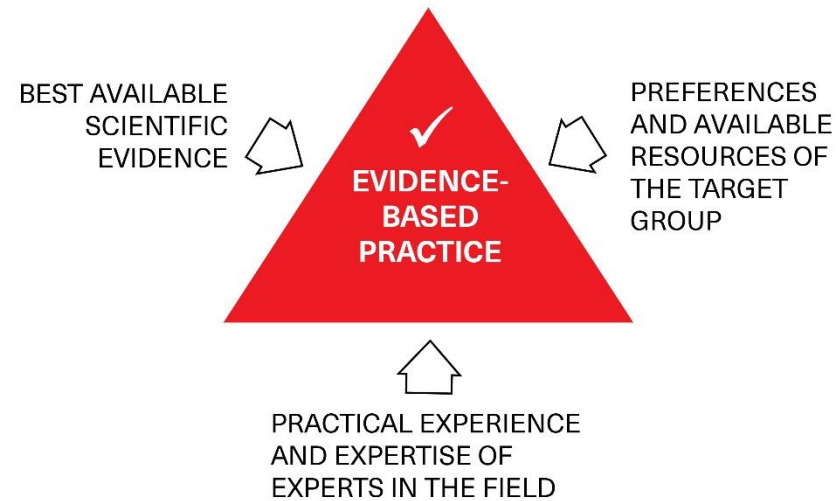 BEST AVAILABLE
SCIENTIFIC
EVIDENCE
EVIDENCE-
BASED
PRACTICE
PREFERENCES
AND AVAILABLE
RESOURCES OF
THE TARGET
GROUP
PRACTICAL EXPERIENCE
AND EXPERTISE OF
EXPERTS IN THE FIELD